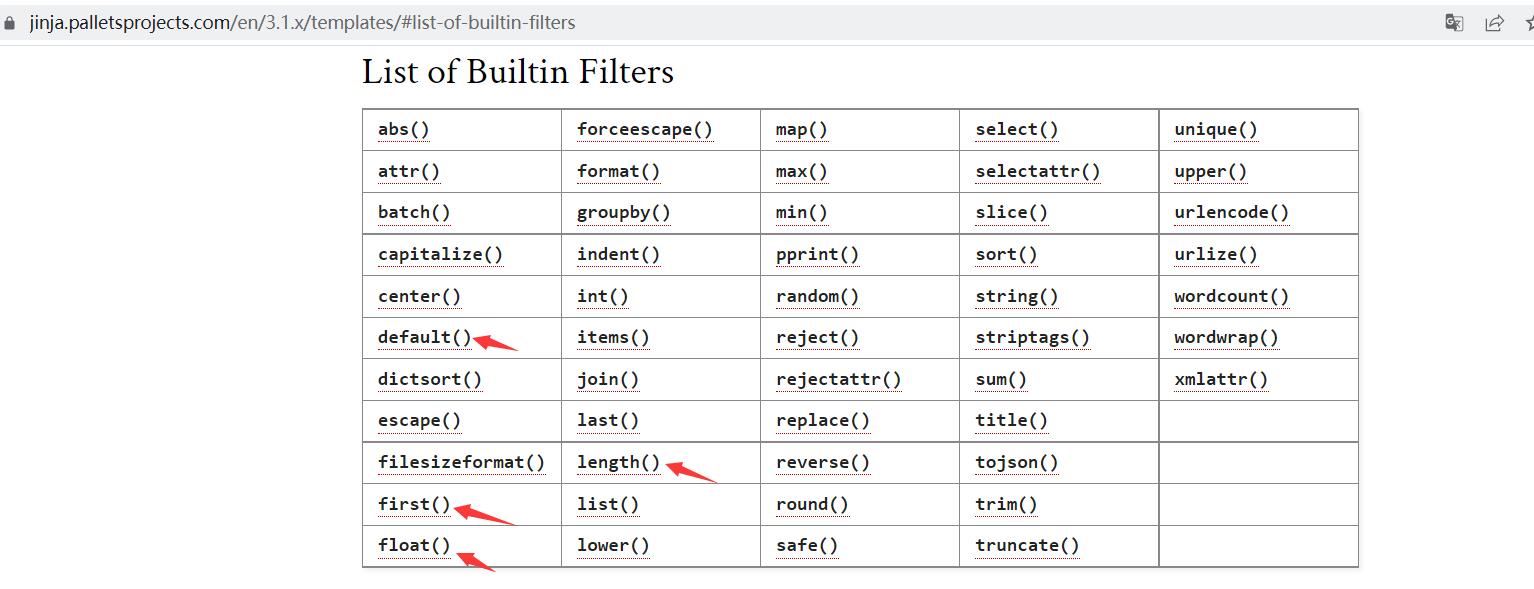 jinja.palletsprojects.com/en/3.1.x/templates/#list-of-builtin-filters
List of Builtin Filters
abs() forceescape() map() select() unique()
attr() format() max() selectattr() upper()
batch() groupby() min() slice() urlencode()
capitalize() indent() pprint() sort() urlize()
center() int() random() string() wordcount()
default() items() reject() striptags() wordwrap()
dictsort() join() rejectattr() sum() xmlattr()
escape() last() replace() title()
filesizeformat() length() reverse() tojson()
first() list() round() trim()
float() lower() safe() truncate()